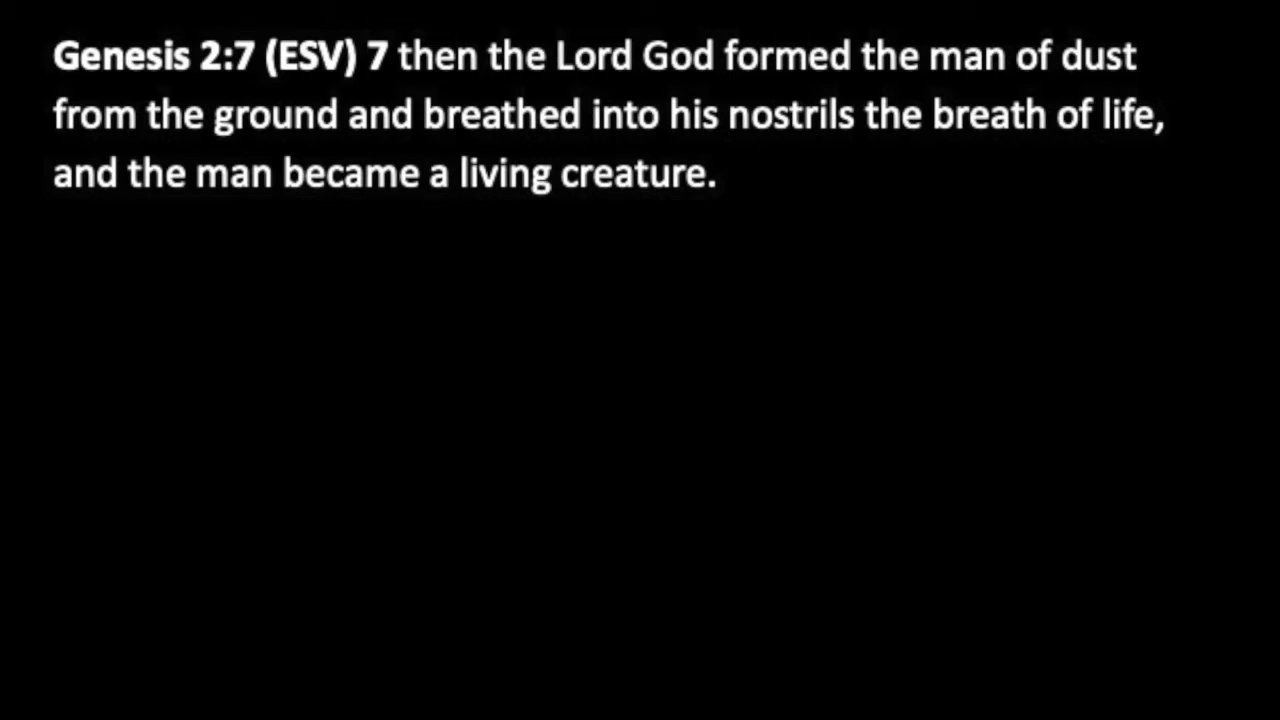 Genesis 2:7 (ESV) 7 then the Lord God formed the man of dust
from the ground and breathed into his nostrils the breath of life,
and the man became a living creature.